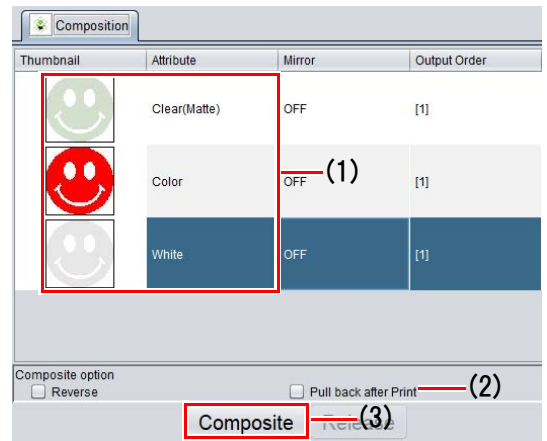 Composition
Thumbnail Attribute Mirror Output Order
Clear(Matte) OFF [1]
Color OFF [1]
(1)
White OFF [1]
Composite option
Reverse Pull back after Print (2)
Composite (3) Release